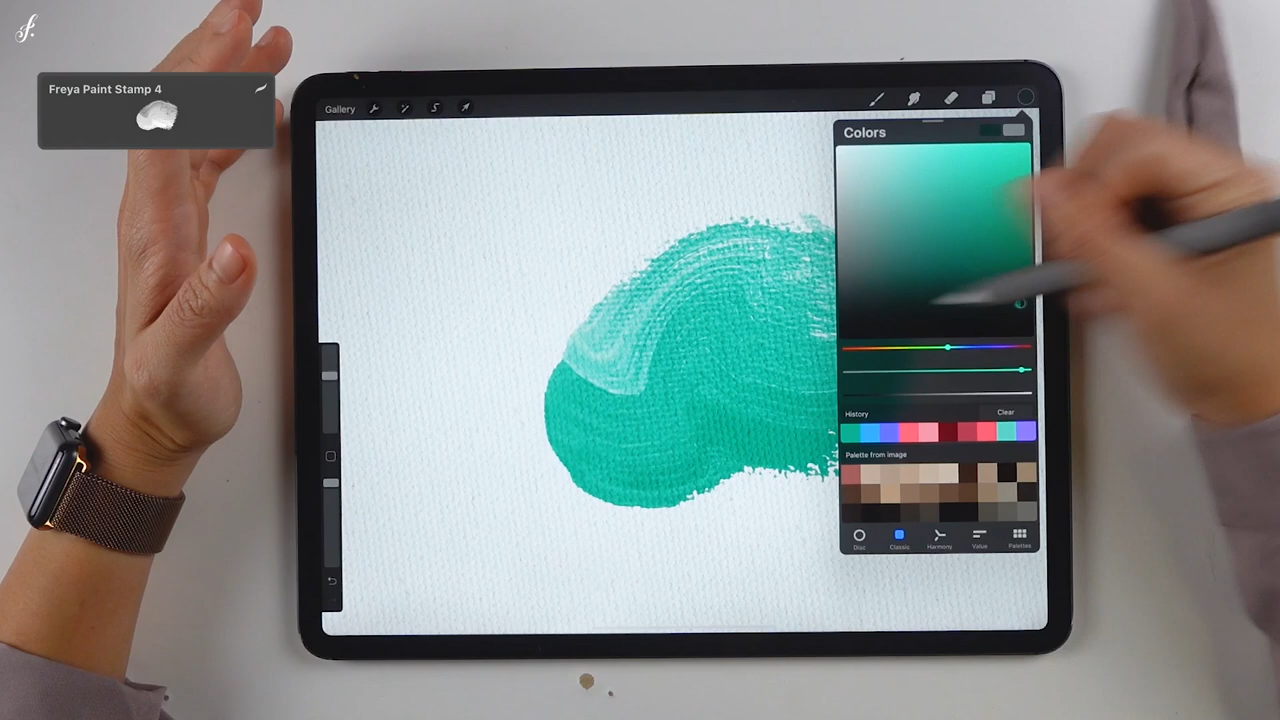 f.
Freya Paint Stamp 4
Gallery
Colors
History
Clear
Palette from image
Disc
Classic
Harmony
Value
Palettes